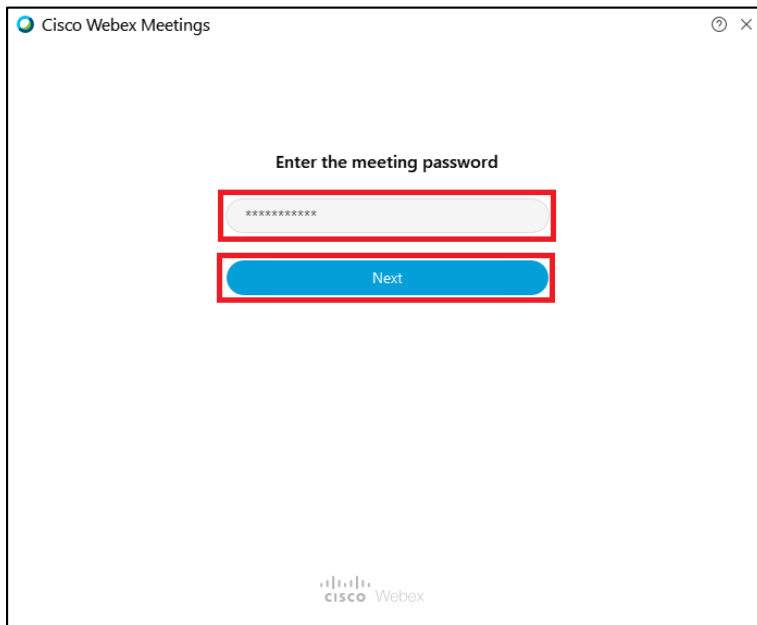 Cisco Webex Meetings
Enter the meeting password
***********
Next
cisco Webex